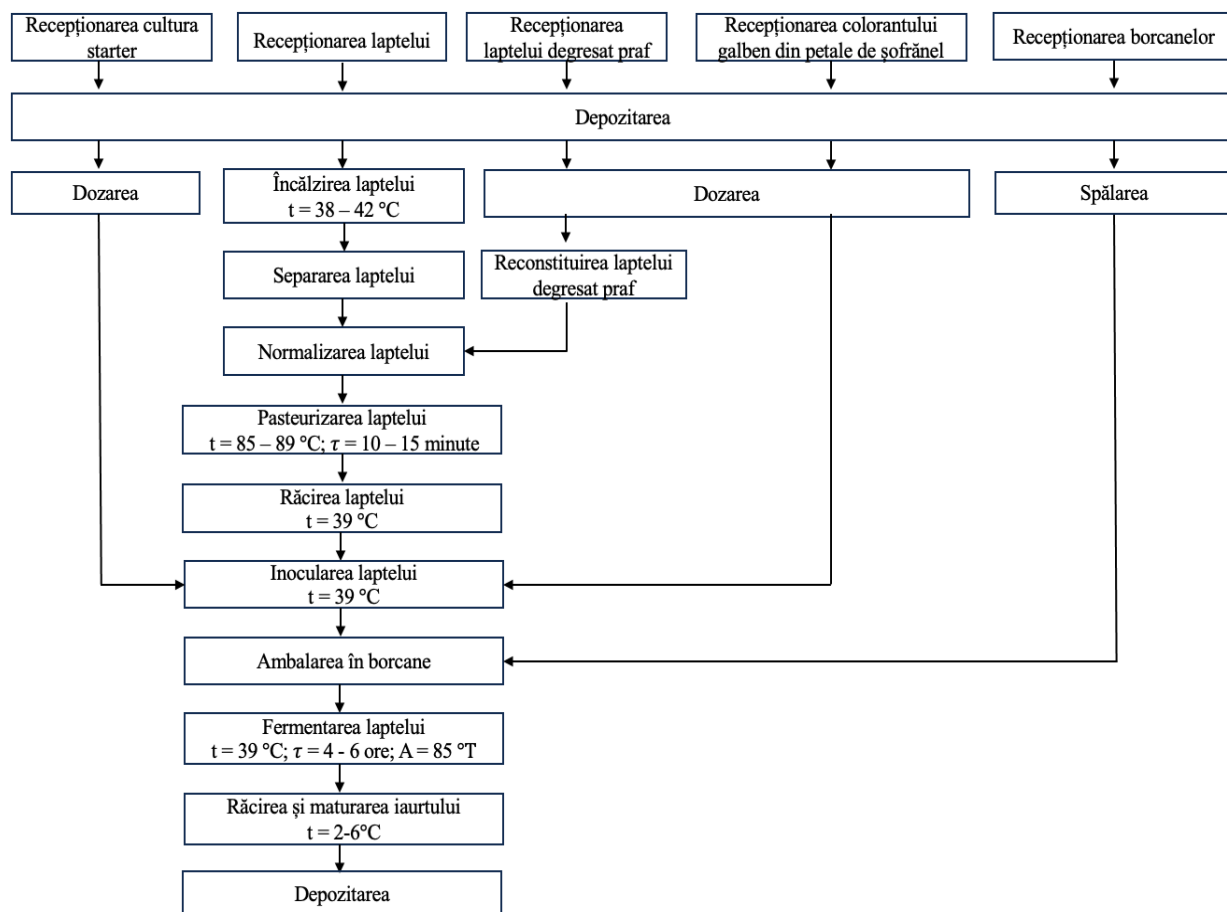 Recepționarea cultura
starter
Recepționarea laptelui
Recepționarea
laptelui degresat praf
Recepționarea colorantului
galben din petale de șofrănel
Recepționarea borcanelor
Depozitarea
Dozarea
Încălzirea laptelui
t = 38 – 42 °C
Dozarea
Spălarea
Separarea laptelui
Reconstituirea laptelui
degresat praf
Normalizarea laptelui
Pasteurizarea laptelui
t = 85 – 89 °C; τ = 10 – 15 minute
Răcirea laptelui
t = 39 °C
Inocularea laptelui
t = 39 °C
Ambalarea în borcane
Fermentarea laptelui
t = 39 °C; τ = 4 - 6 ore; A = 85 °T
Răcirea și maturarea iaurtului
t = 2-6°C
Depozitarea